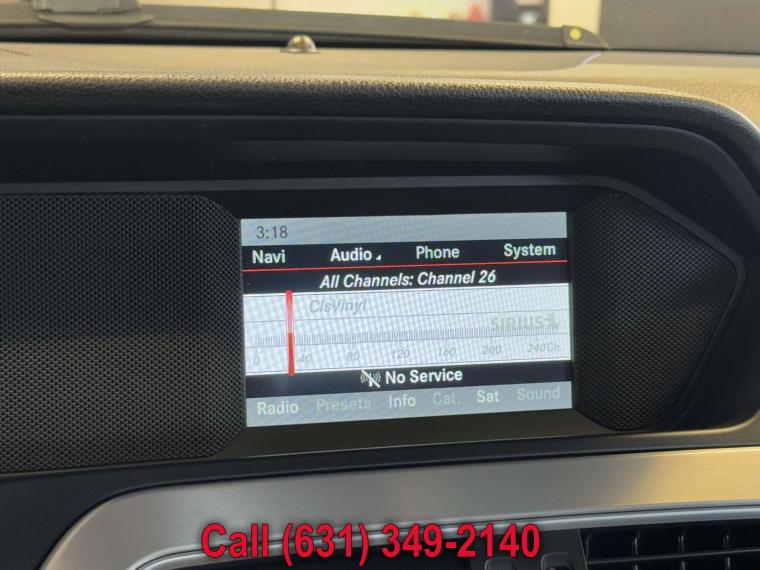 3:18
Navi Audio Phone System
All Channels: Channel 26
ClsVinyl
SIRIUS
0 40 80 120 160 200 240Ch.
No Service
Radio Presets Info Cat. Sat Sound
Call (631) 349-2140